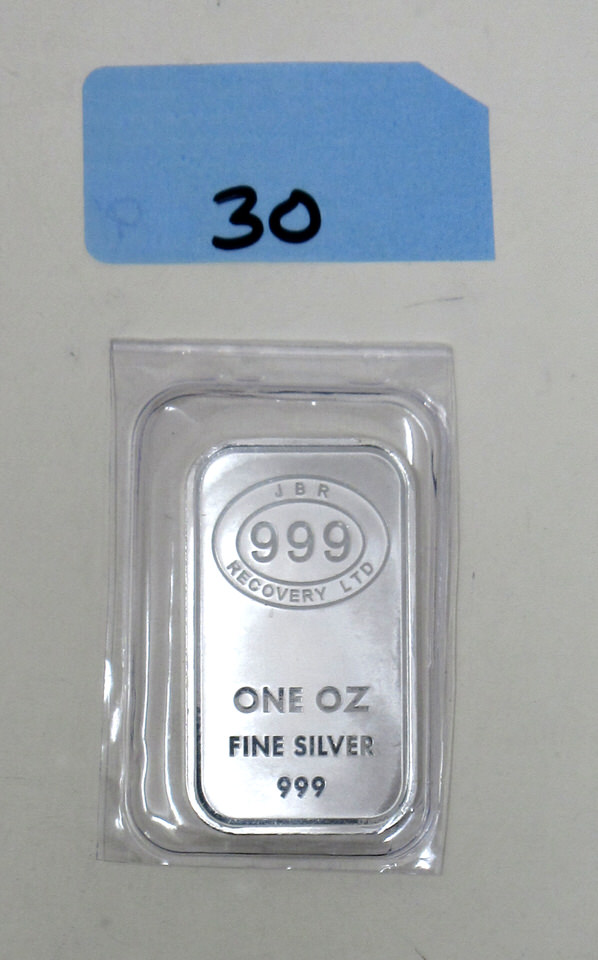 30
JBR
999
RECOVERY LTD
ONE OZ
FINE SILVER
999